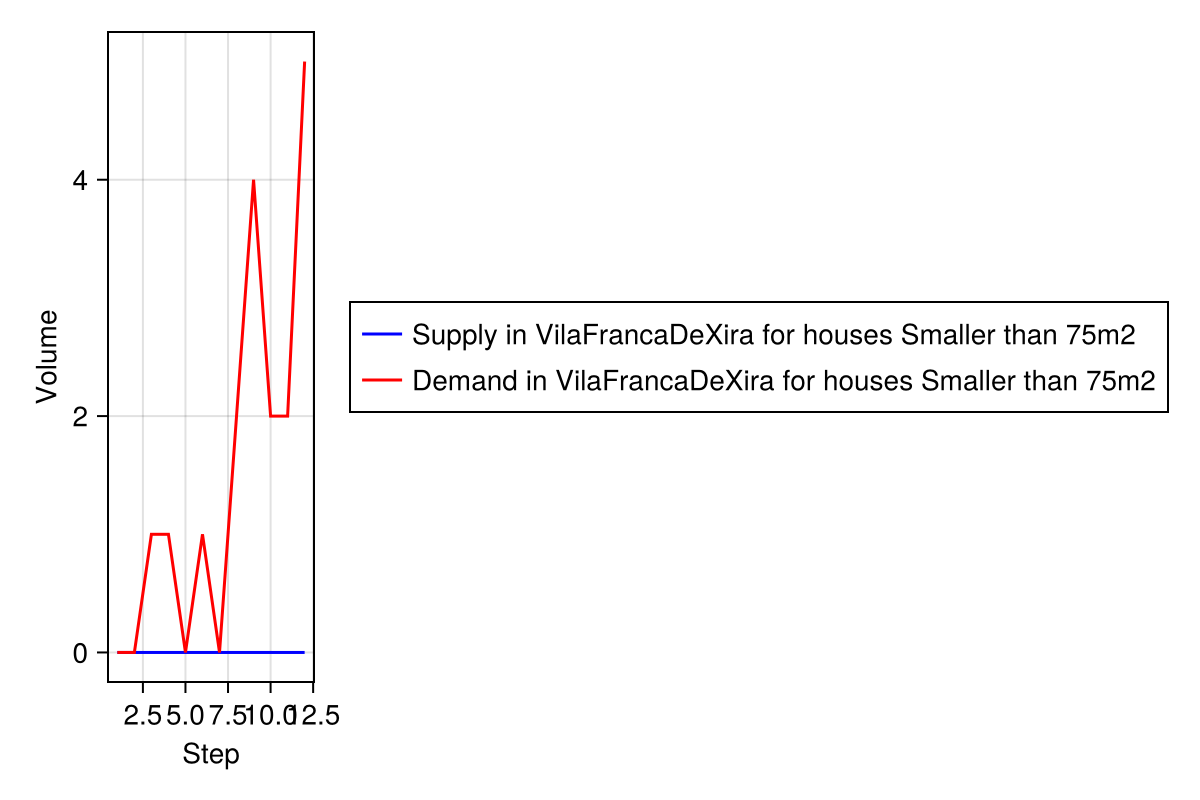 4
2
0
Volume
2.5 5.0 7.5 10.0 12.5
Step
Supply in VilaFrancaDeXira for houses Smaller than 75m2
Demand in VilaFrancaDeXira for houses Smaller than 75m2